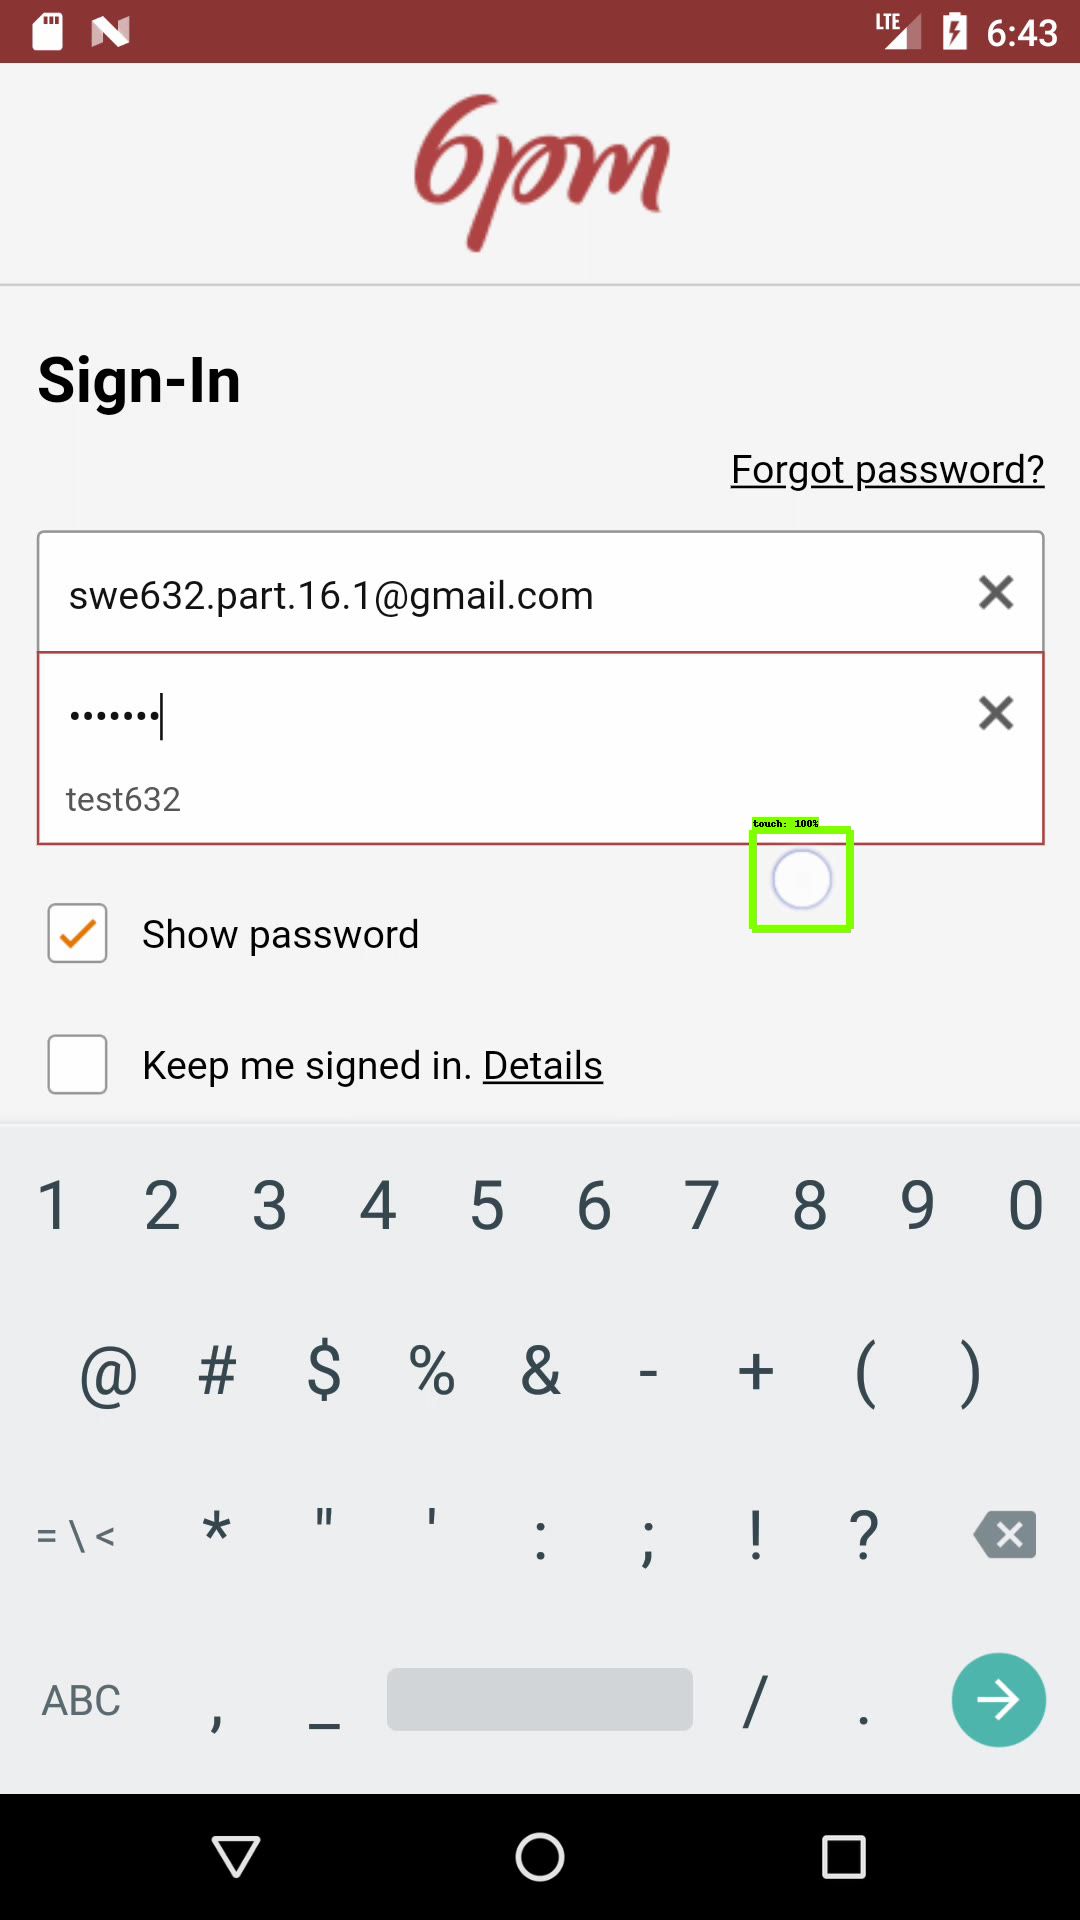 LTE 6:43
6pm
Sign-In
Forgot password?
swe632.part.16.1@gmail.com
•••••••
test632
touch: 100%
Show password
Keep me signed in. Details
1 2 3 4 5 6 7 8 9 0
@ # $ % & - + ( )
= \ < * " ' : ; ! ?
ABC , _ / .